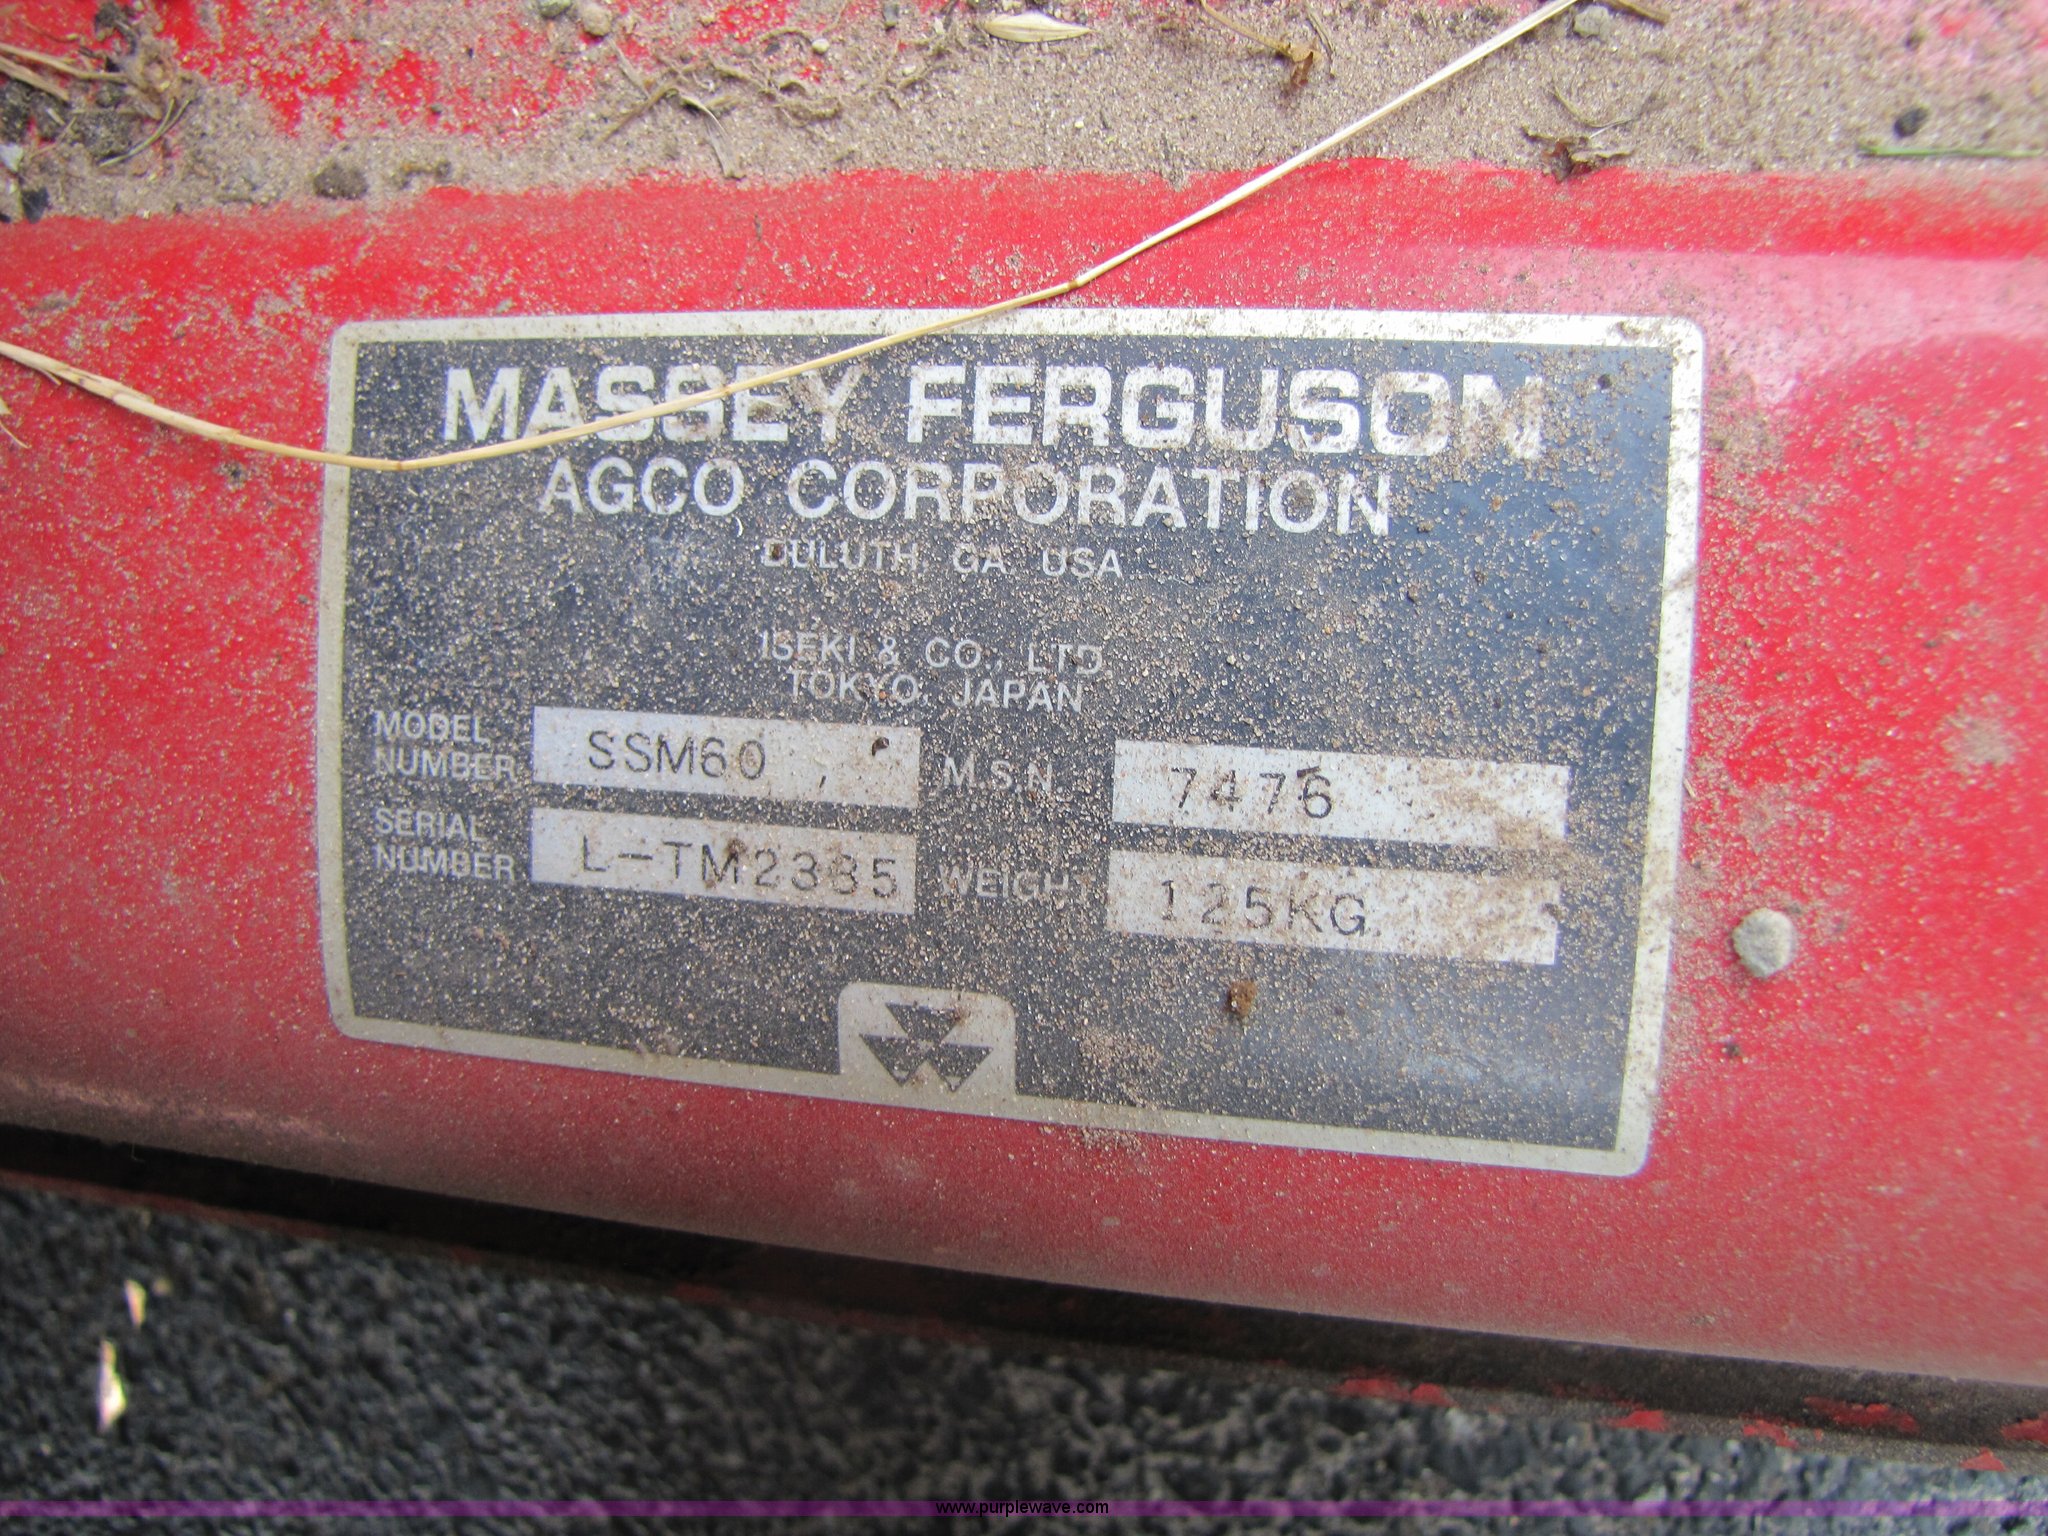 MASSEY FERGUSON
AGCO CORPORATION
DULUTH, GA USA
ISEKI & CO., LTD.
TOKYO, JAPAN
MODEL NUMBER SSM60 M.S.N. 7476
SERIAL NUMBER L-TM2385 WEIGHT 125KG
www.purplewave.com